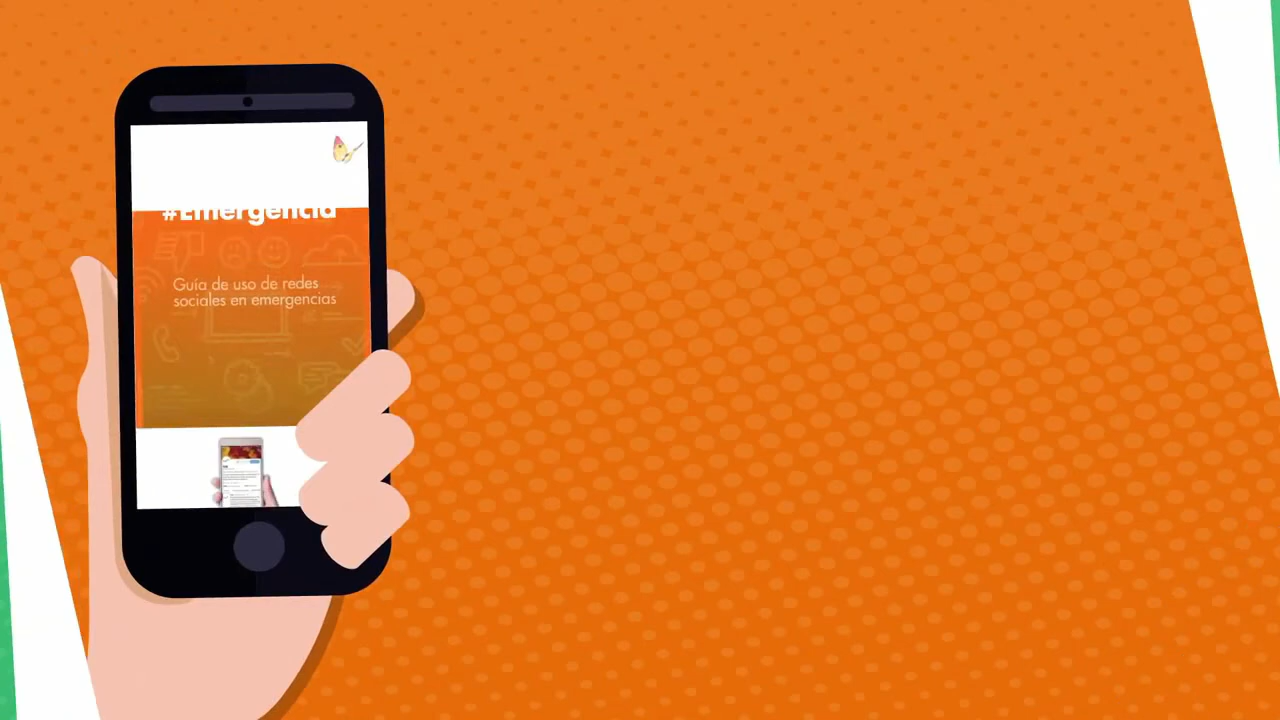 #Emergencia
Guía de uso de redes
sociales en emergencias